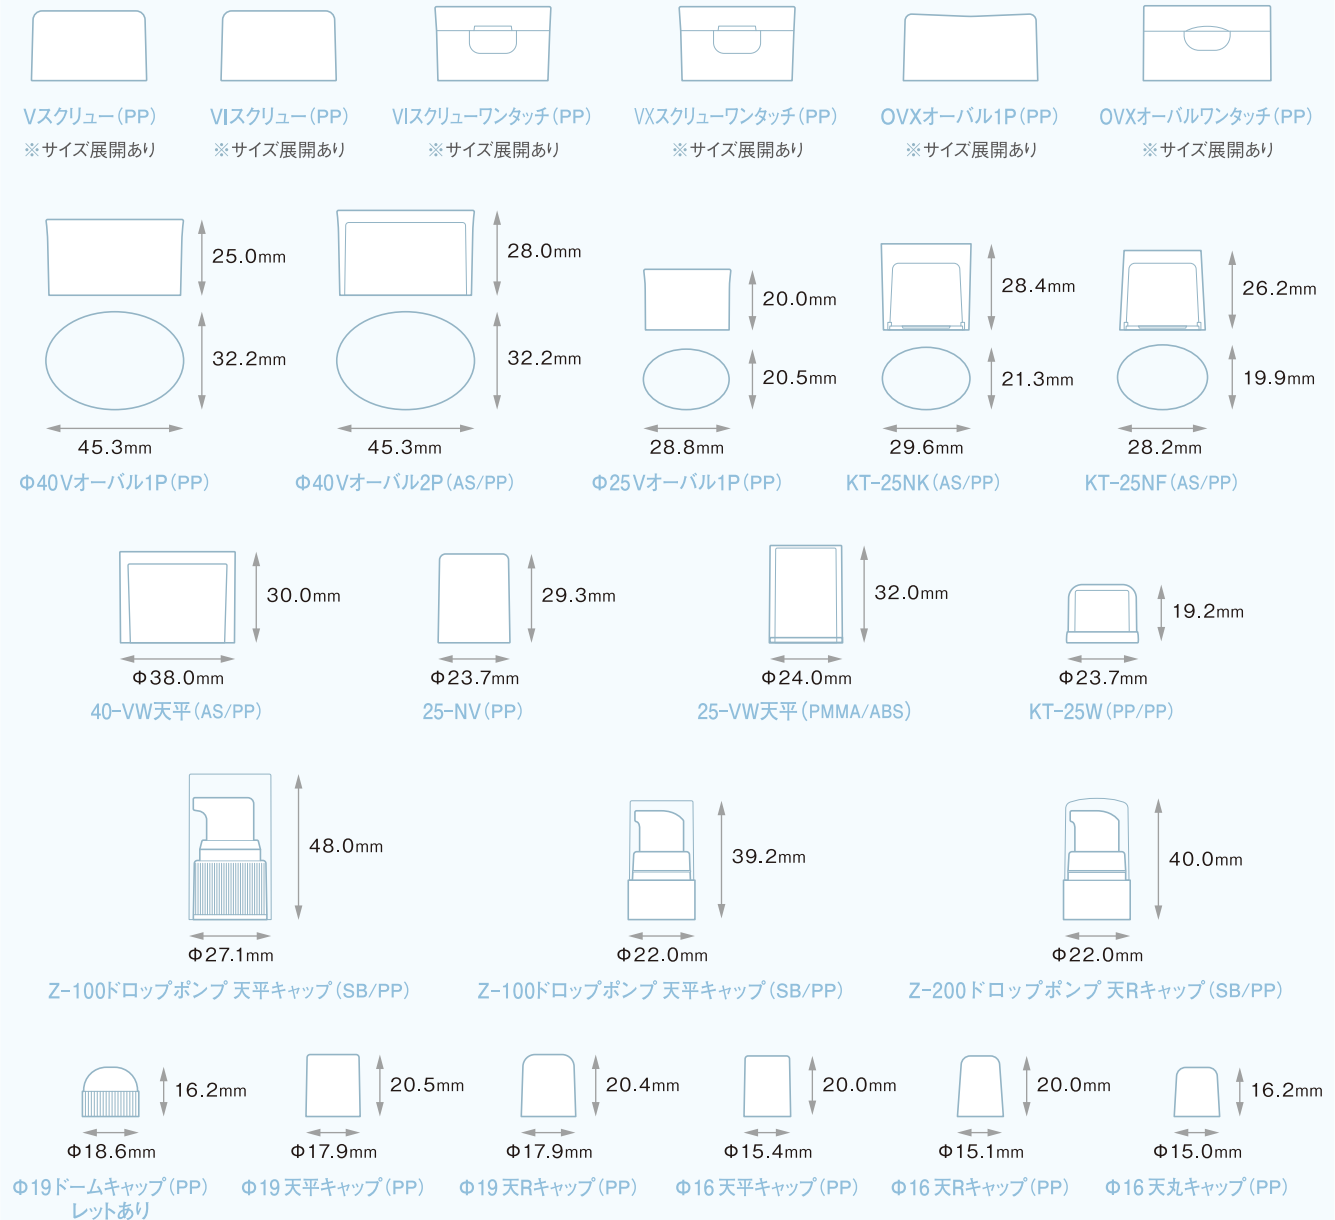 Vスクリュー(PP)
VIスクリュー(PP)
VIスクリューワンタッチ(PP)
VXスクリューワンタッチ(PP)
OVXオーバル1P(PP)
OVXオーバルワンタッチ(PP)
※サイズ展開あり
※サイズ展開あり
※サイズ展開あり
※サイズ展開あり
※サイズ展開あり
※サイズ展開あり
25.0mm
32.2mm
45.3mm
Φ40Vオーバル1P(PP)
28.0mm
32.2mm
45.3mm
Φ40Vオーバル2P(AS/PP)
20.0mm
20.5mm
28.8mm
Φ25Vオーバル1P(PP)
28.4mm
21.3mm
29.6mm
KT-25NK(AS/PP)
26.2mm
19.9mm
28.2mm
KT-25NF(AS/PP)
30.0mm
Φ38.0mm
40-VW天平(AS/PP)
29.3mm
Φ23.7mm
25-NV(PP)
32.0mm
Φ24.0mm
25-VW天平(PMMA/ABS)
19.2mm
Φ23.7mm
KT-25W(PP/PP)
48.0mm
Φ27.1mm
Z-100ドロップポンプ 天平キャップ(SB/PP)
39.2mm
Φ22.0mm
Z-100ドロップポンプ 天平キャップ(SB/PP)
40.0mm
Φ22.0mm
Z-200ドロップポンプ 天Rキャップ(SB/PP)
16.2mm
Φ18.6mm
Φ19ドームキャップ(PP)
レットあり
20.5mm
Φ17.9mm
Φ19天平キャップ(PP)
20.4mm
Φ17.9mm
Φ19天Rキャップ(PP)
20.0mm
Φ15.4mm
Φ16天平キャップ(PP)
20.0mm
Φ15.1mm
Φ16天Rキャップ(PP)
16.2mm
Φ15.0mm
Φ16天丸キャップ(PP)